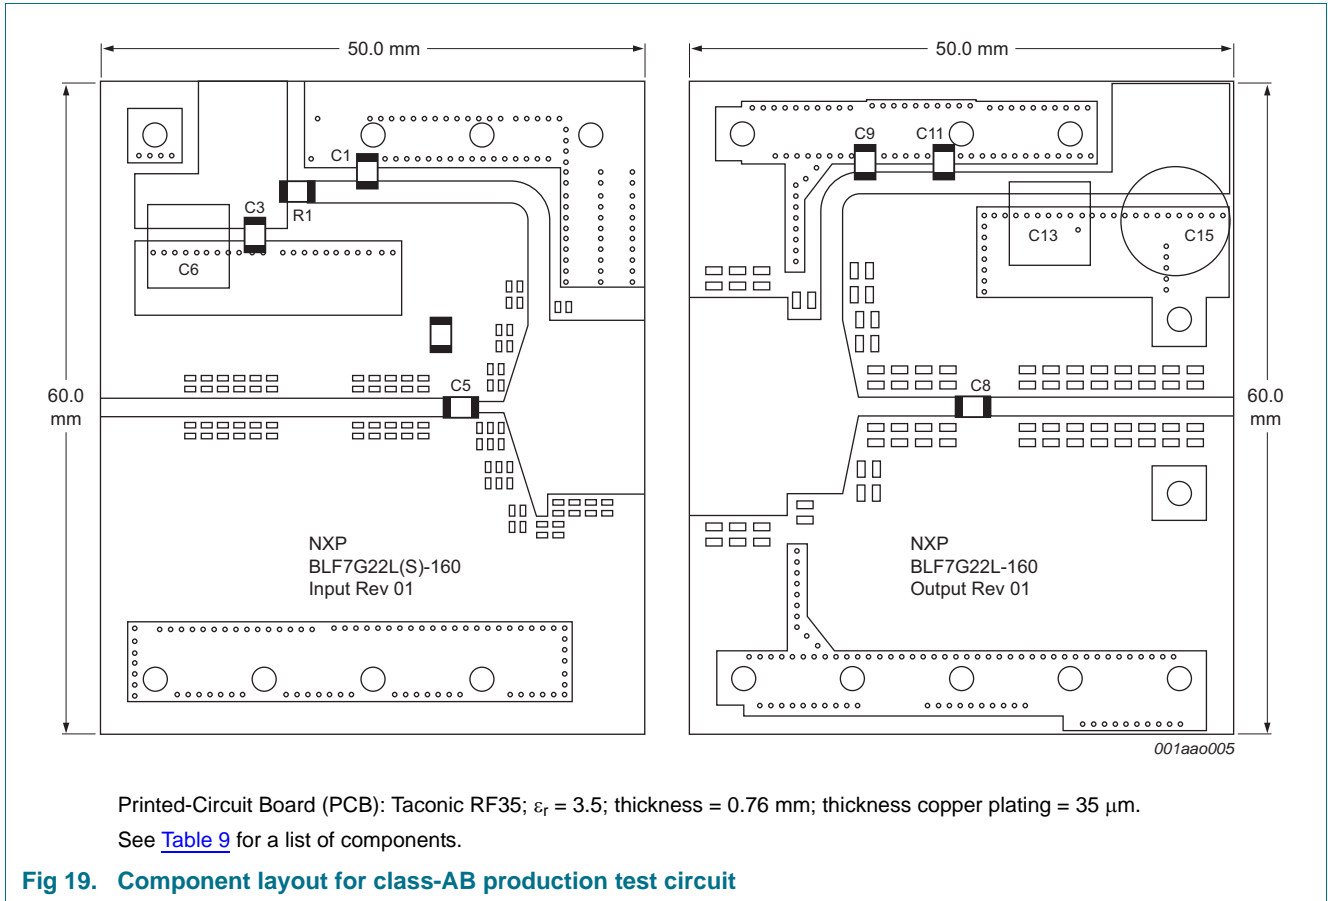 50.0 mm
50.0 mm
C1
C3
R1
C6
C5
60.0
mm
NXP
BLF7G22L(S)-160
Input Rev 01
C9
C11
C13
C15
C8
60.0
mm
NXP
BLF7G22L-160
Output Rev 01
001aao005
Printed-Circuit Board (PCB): Taconic RF35; εr = 3.5; thickness = 0.76 mm; thickness copper plating = 35 μm.
See Table 9 for a list of components.
Fig 19. Component layout for class-AB production test circuit